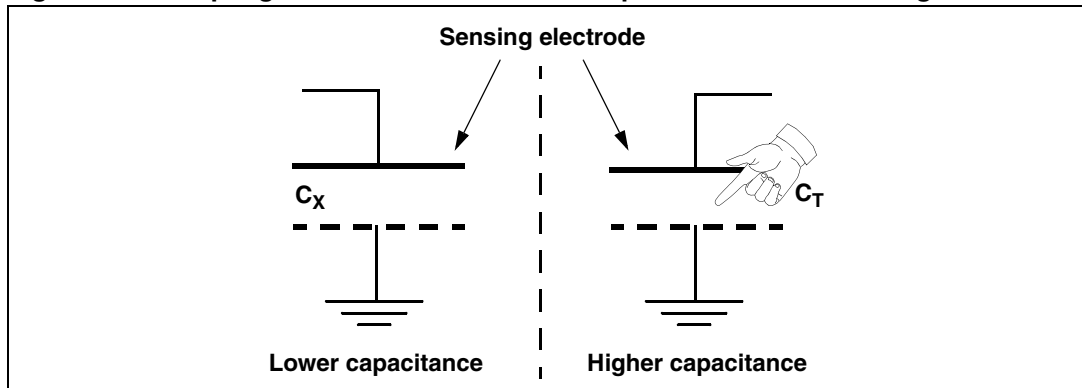 Sensing electrode
C_X
C_T
Lower capacitance
Higher capacitance